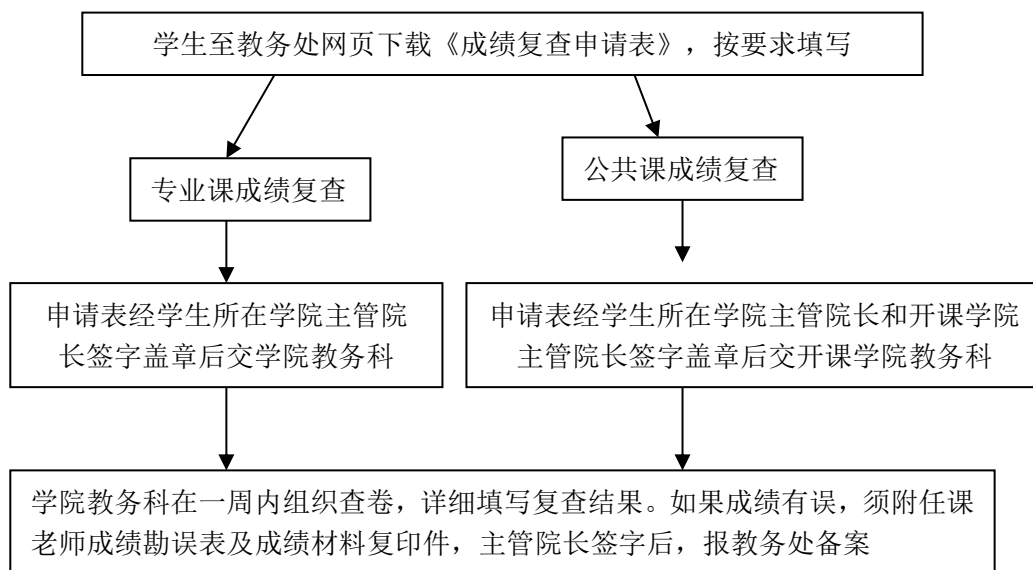 学生至教务处网页下载《成绩复查申请表》，按要求填写
专业课成绩复查
公共课成绩复查
申请表经学生所在学院主管院
长签字盖章后交学院教务科
申请表经学生所在学院主管院长和开课学院
主管院长签字盖章后交开课学院教务科
学院教务科在一周内组织查卷，详细填写复查结果。如果成绩有误，须附任课
老师成绩勘误表及成绩材料复印件，主管院长签字后，报教务处备案